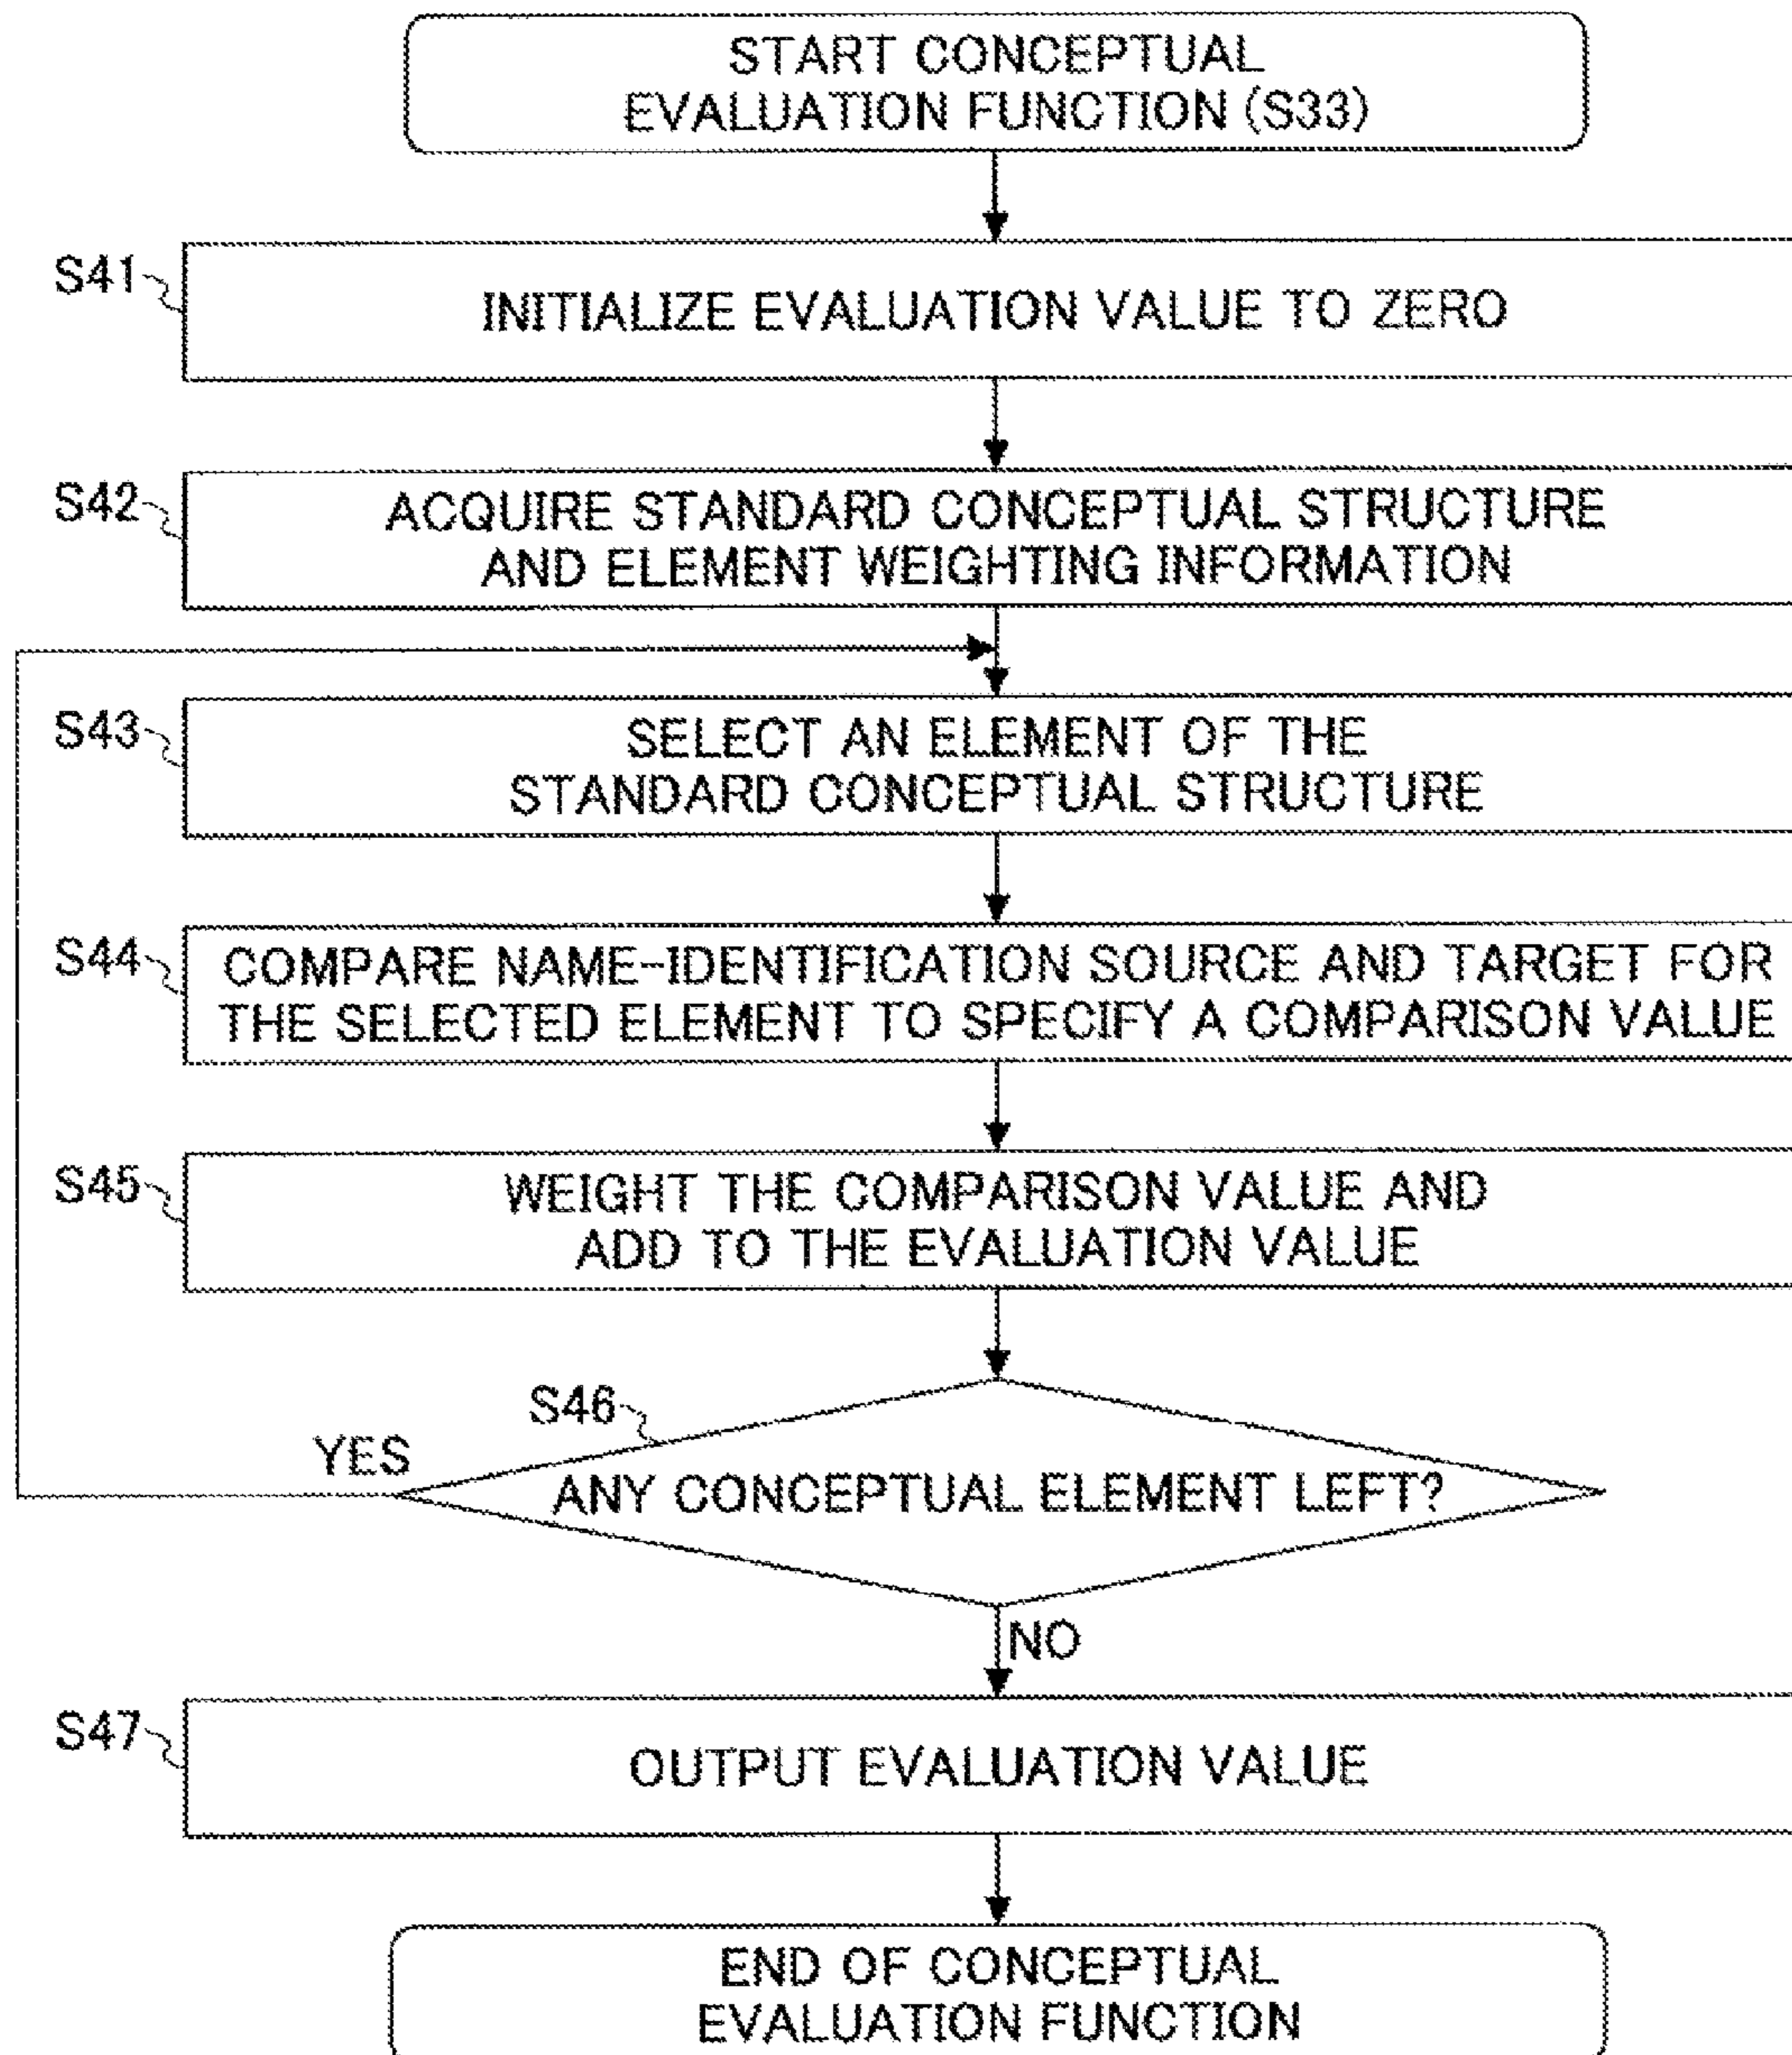 START CONCEPTUAL
EVALUATION FUNCTION (S33)
S41
INITIALIZE EVALUATION VALUE TO ZERO
S42
ACQUIRE STANDARD CONCEPTUAL STRUCTURE
AND ELEMENT WEIGHTING INFORMATION
S43
SELECT AN ELEMENT OF THE
STANDARD CONCEPTUAL STRUCTURE
S44
COMPARE NAME-IDENTIFICATION SOURCE AND TARGET FOR
THE SELECTED ELEMENT TO SPECIFY A COMPARISON VALUE
S45
WEIGHT THE COMPARISON VALUE AND
ADD TO THE EVALUATION VALUE
S46
YES
ANY CONCEPTUAL ELEMENT LEFT?
NO
S47
OUTPUT EVALUATION VALUE
END OF CONCEPTUAL
EVALUATION FUNCTION